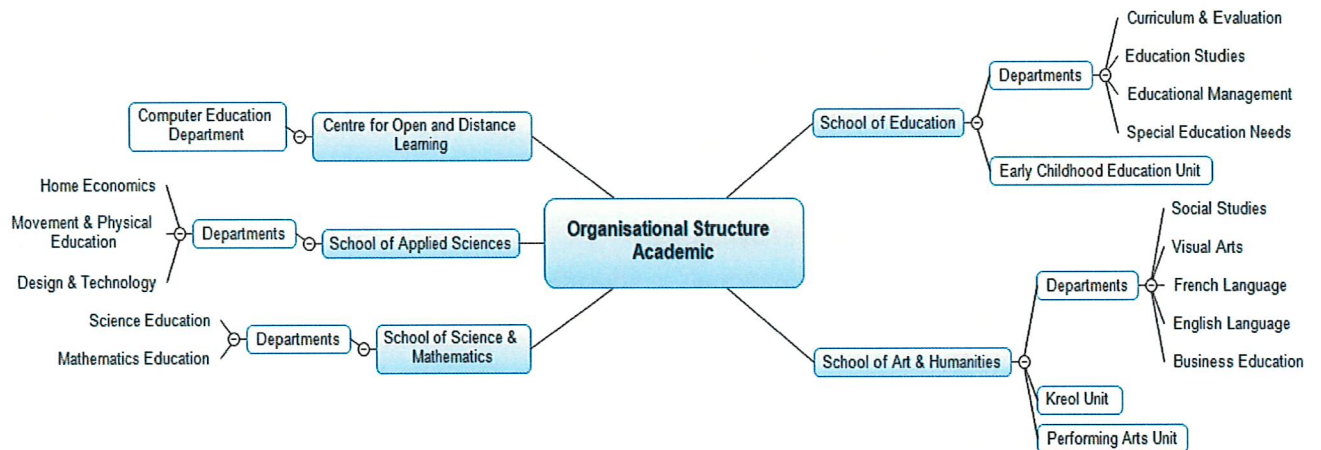 Organisational Structure
Academic
Centre for Open and Distance
Learning
Computer Education
Department
School of Applied Sciences
Departments
Home Economics
Movement & Physical
Education
Design & Technology
School of Science &
Mathematics
Departments
Science Education
Mathematics Education
School of Education
Departments
Curriculum & Evaluation
Education Studies
Educational Management
Special Education Needs
Early Childhood Education Unit
School of Art & Humanities
Departments
Social Studies
Visual Arts
French Language
English Language
Business Education
Kreol Unit
Performing Arts Unit